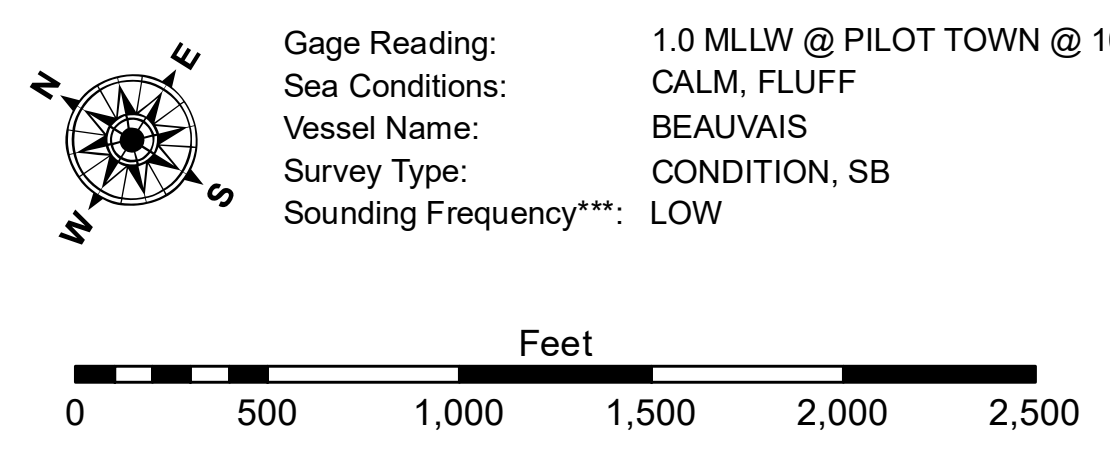 N
E
S
W
Gage Reading: 1.0 MLLW @ PILOT TOWN @
Sea Conditions: CALM, FLUFF
Vessel Name: BEAUVAIS
Survey Type: CONDITION, SB
Sounding Frequency***: LOW
Feet
0 500 1,000 1,500 2,000 2,500